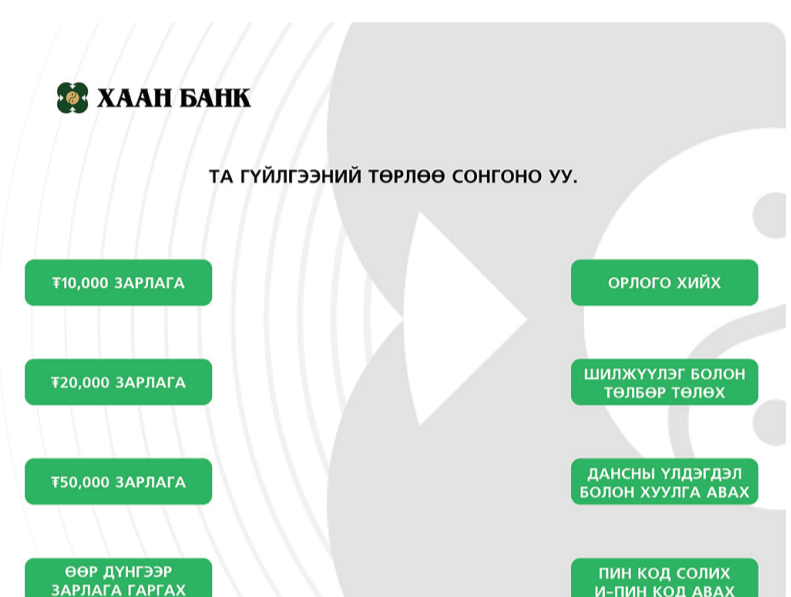 ХААН БАНК
ТА ГҮЙЛГЭЭНИЙ ТӨРЛӨӨ СОНГОНО УУ.
₮10,000 ЗАРЛАГА
ОРЛОГО ХИЙХ
₮20,000 ЗАРЛАГА
ШИЛЖҮҮЛЭГ БОЛОН
ТӨЛБӨР ТӨЛӨХ
₮50,000 ЗАРЛАГА
ДАНСНЫ ҮЛДЭГДЭЛ
БОЛОН ХУУЛГА АВАХ
ӨӨР ДҮНГЭЭР
ЗАРЛАГА ГАРГАХ
ПИН КОД СОЛИХ
И-ПИН КОД АВАХ